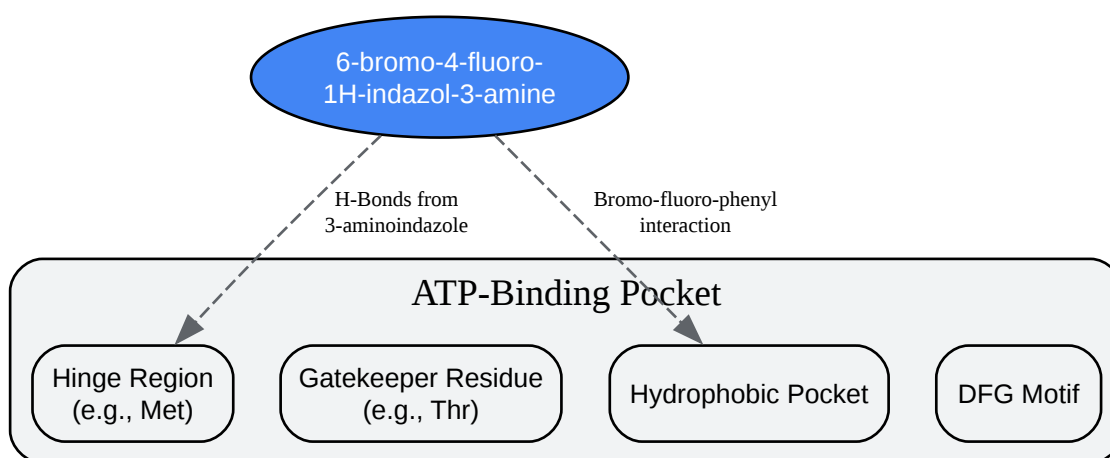 6-bromo-4-fluoro-
1H-indazol-3-amine
H-Bonds from
3-aminoindazole
Bromo-fluoro-phenyl
interaction
ATP-Binding Pocket
Hinge Region
(e.g., Met)
Gatekeeper Residue
(e.g., Thr)
Hydrophobic Pocket
DFG Motif